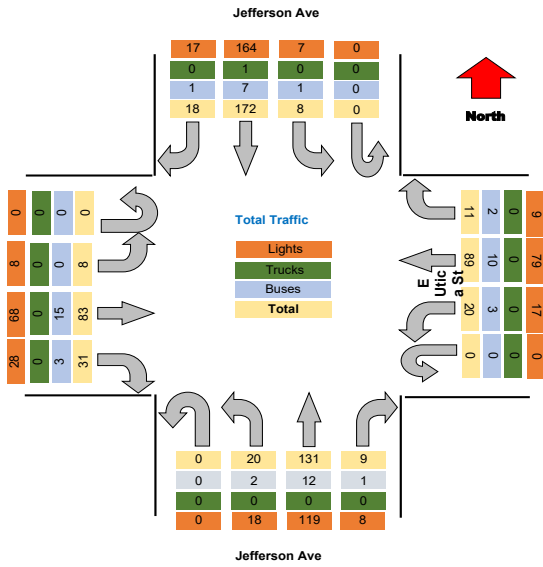 Jefferson Ave
17 164 7 0
0 1 0 0
1 7 1 0
18 172 8 0
North
0 0 0 0
8 0 0 8
68 0 15 83
28 0 3 31
Total Traffic
Lights
Trucks
Buses
Total
E
Utic
a St
11 2 0 9
89 10 0 79
20 3 0 17
0 0 0 0
0 20 131 9
0 2 12 1
0 0 0 0
0 18 119 8
Jefferson Ave